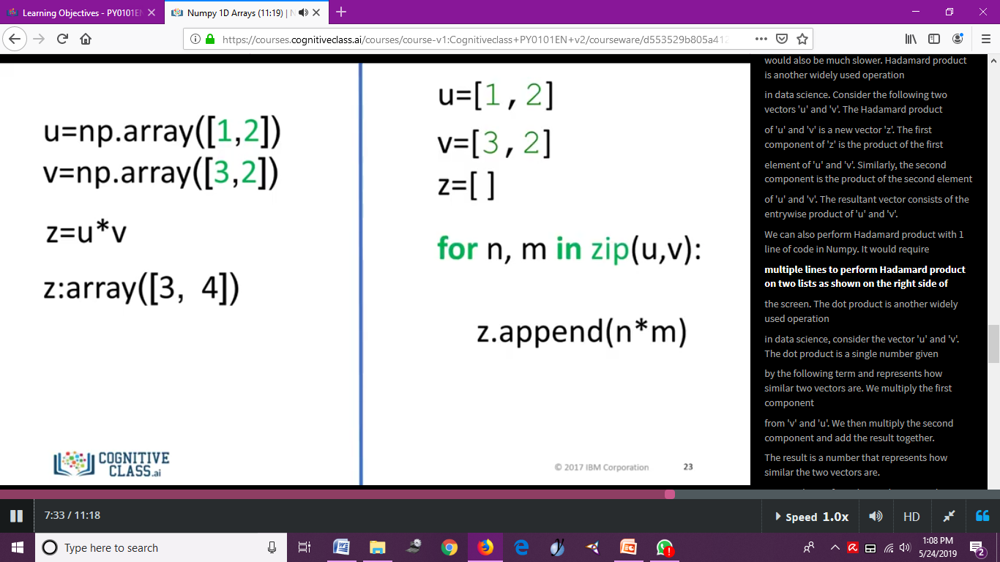 Learning Objectives - PY0101EN
Numpy 1D Arrays (11:19) | N
https://courses.cognitiveclass.ai/courses/course-v1:Cognitiveclass+PY0101EN+v2/courseware/d553529b805a412
u=np.array([1,2])
v=np.array([3,2])
z=u*v
z:array([3, 4])
COGNITIVE
CLASS.ai
u=[1,2]
v=[3,2]
z=[ ]
for n, m in zip(u,v):
z.append(n*m)
© 2017 IBM Corporation 23
would also be much slower. Hadamard product
is another widely used operation
in data science. Consider the following two
vectors 'u' and 'v'. The Hadamard product
of 'u' and 'v' is a new vector 'z'. The first
component of 'z' is the product of the first
element of 'u' and 'v'. Similarly, the second
component is the product of the second element
of 'u' and 'v'. The resultant vector consists of the
entrywise product of 'u' and 'v'.
We can also perform Hadamard product with 1
line of code in Numpy. It would require
multiple lines to perform Hadamard product
on two lists as shown on the right side of
the screen. The dot product is another widely
used operation
in data science, consider the vector 'u' and 'v'.
The dot product is a single number given
by the following term and represents how
similar two vectors are. We multiply the first
component
from 'v' and 'u'. We then multiply the second
component and add the result together.
The result is a number that represents how
similar the two vectors are.
7:33 / 11:18
Speed 1.0x
HD
Type here to search
1:08 PM
5/24/2019
2